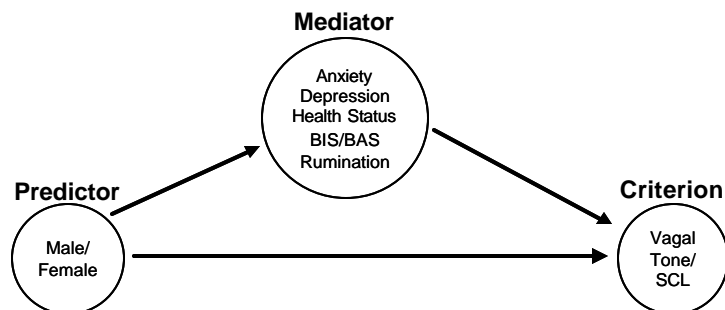 Mediator
Anxiety
Depression
Health Status
BIS/BAS
Rumination
Predictor
Male/
Female
Criterion
Vagal
Tone/
SCL